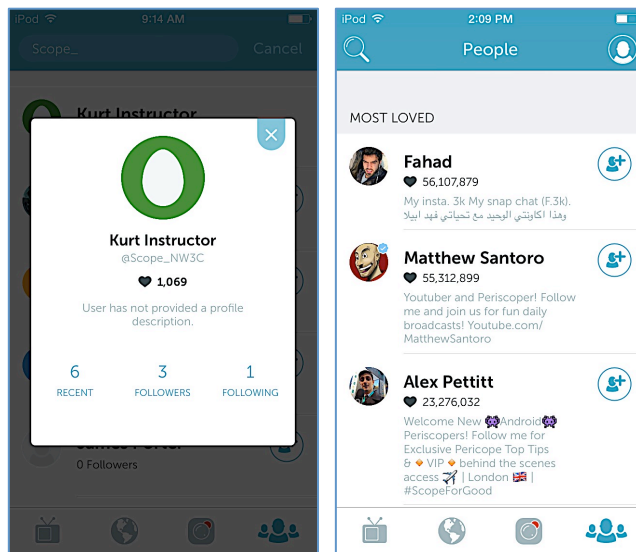 iPod
9:14 AM
Scope_
Cancel
Kurt Instructor
Kurt Instructor
@Scope_NW3C
1,069
User has not provided a profile
description.
6
3
1
RECENT
FOLLOWERS
FOLLOWING
0 Followers
iPod
2:09 PM
People
MOST LOVED
Fahad
56,107,879
My insta. 3k My snap chat (F.3k).
وهذا اكاونتي الوحيد مع تحياتي فهد ابيلا
Matthew Santoro
55,312,899
Youtuber and Periscoper! Follow
me and join us for fun daily
broadcasts! Youtube.com/
MatthewSantoro
Alex Pettitt
23,276,032
Welcome New 👾Android👾
Periscopers! Follow me for
Exclusive Pericope Top Tips
& 🔸 VIP 🔸 behind the scenes
access ✈️ | London 🇬🇧 |
#ScopeForGood